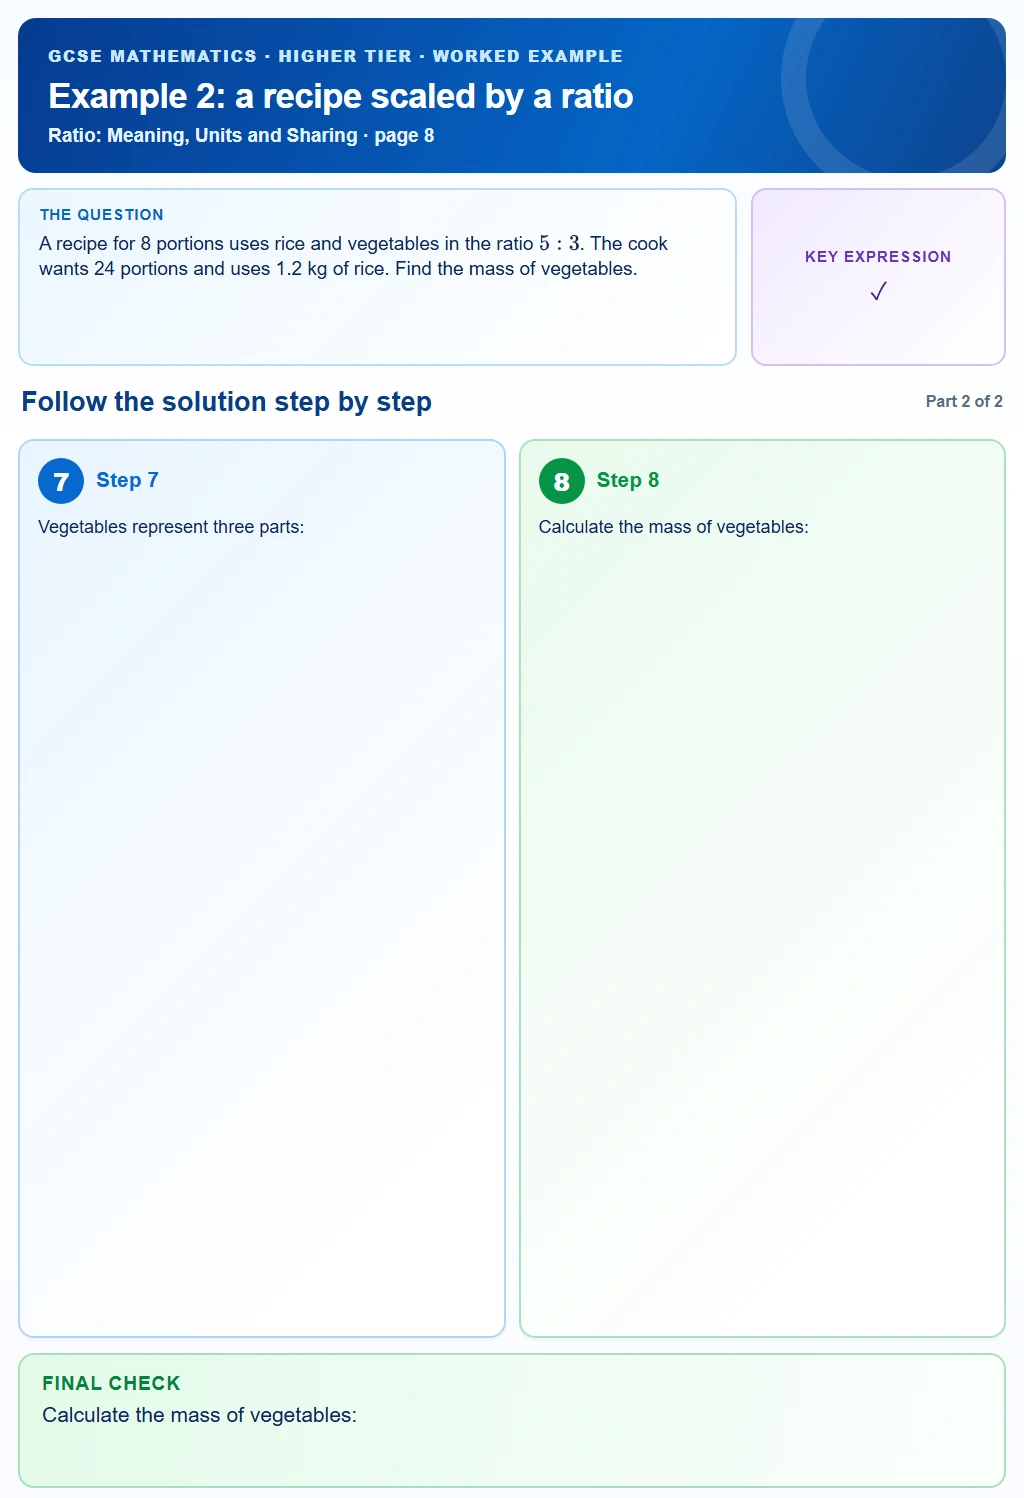 GCSE MATHEMATICS · HIGHER TIER · WORKED EXAMPLE
Example 2: a recipe scaled by a ratio
Ratio: Meaning, Units and Sharing · page 8
THE QUESTION
A recipe for 8 portions uses rice and vegetables in the ratio 5 : 3. The cook
wants 24 portions and uses 1.2 kg of rice. Find the mass of vegetables.
KEY EXPRESSION
✓
Follow the solution step by step
Part 2 of 2
7 Step 7
Vegetables represent three parts:
8 Step 8
Calculate the mass of vegetables:
FINAL CHECK
Calculate the mass of vegetables: